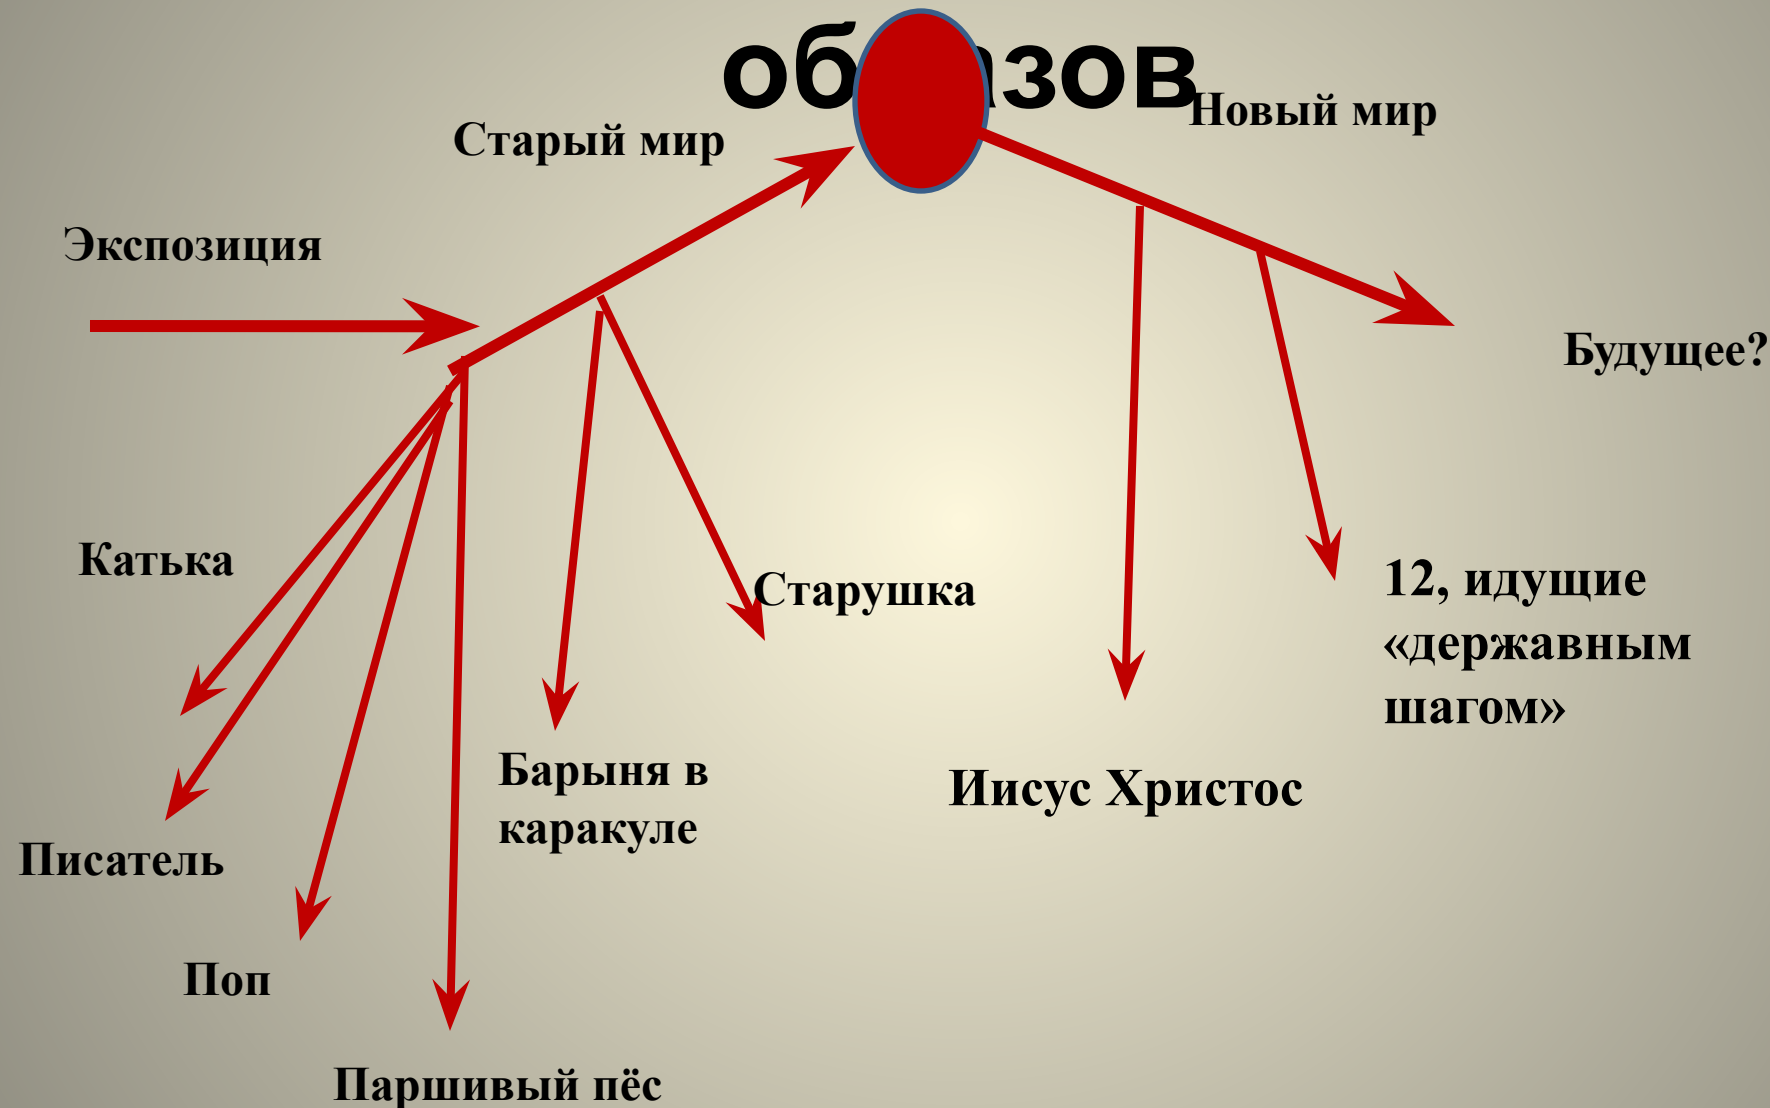 Новый мир
Старый мир
Экспозиция
Будущее?
Катька
Старушка
12, идущие
«державным
шагом»
Барыня в
каракуле
Иисус Христос
Писатель
Поп
Паршивый пёс